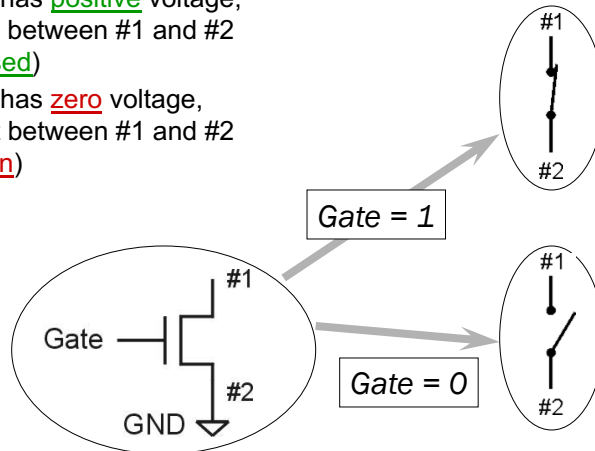 has positive voltage,
between #1 and #2
sed)
has zero voltage,
between #1 and #2
n)
#1
#2
Gate = 1
#1
Gate
#2
GND
Gate = 0
#1
#2